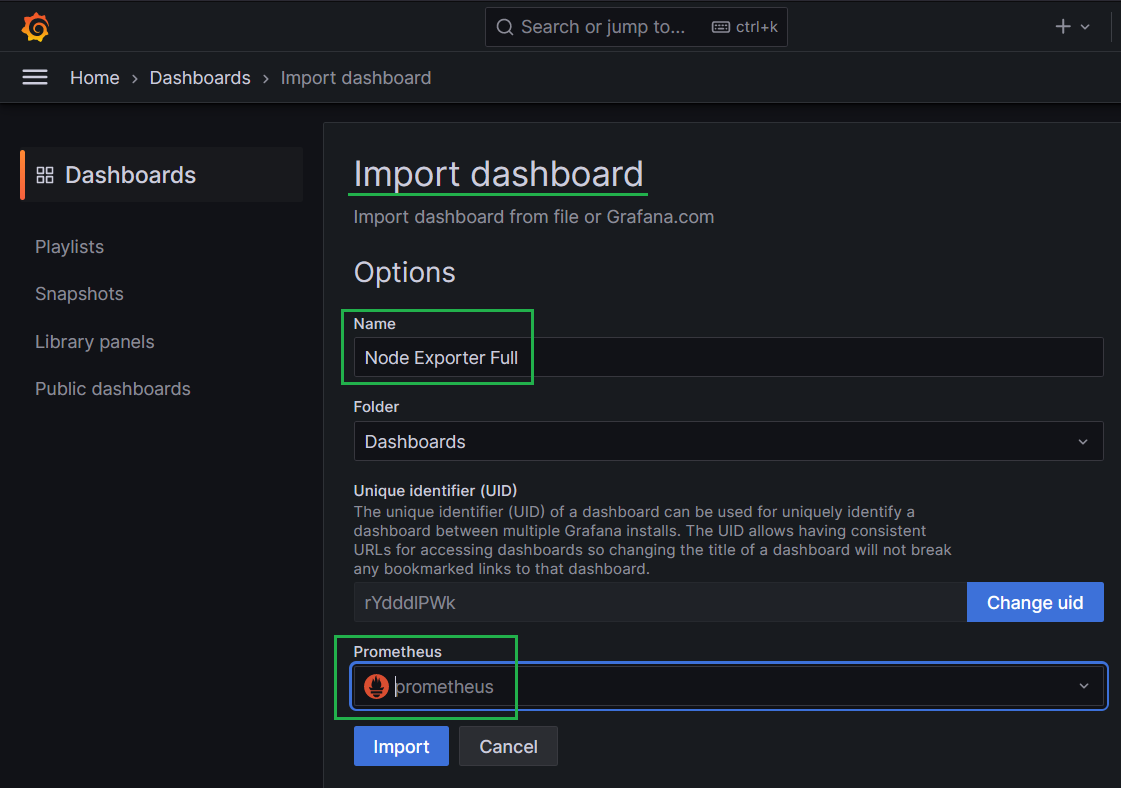 Search or jump to...
ctrl+k
Home › Dashboards › Import dashboard
Dashboards
Playlists
Snapshots
Library panels
Public dashboards
Import dashboard
Import dashboard from file or Grafana.com
Options
Name
Node Exporter Full
Folder
Dashboards
Unique identifier (UID)
The unique identifier (UID) of a dashboard can be used for uniquely identify a
dashboard between multiple Grafana installs. The UID allows having consistent
URLs for accessing dashboards so changing the title of a dashboard will not break
any bookmarked links to that dashboard.
rYdddlPWk
Change uid
Prometheus
prometheus
Import
Cancel